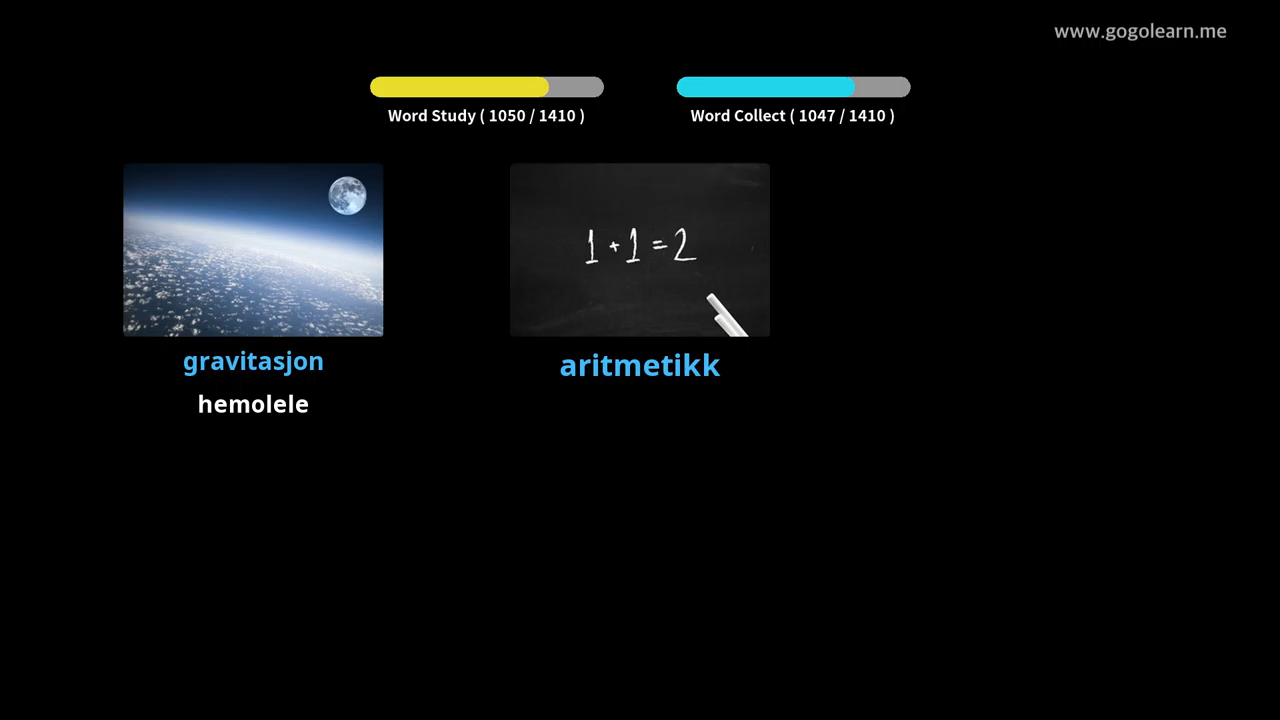 www.gogolearn.me
Word Study ( 1050 / 1410 )
Word Collect ( 1047 / 1410 )
1 + 1 = 2
gravitasjon
aritmetikk
hemolele